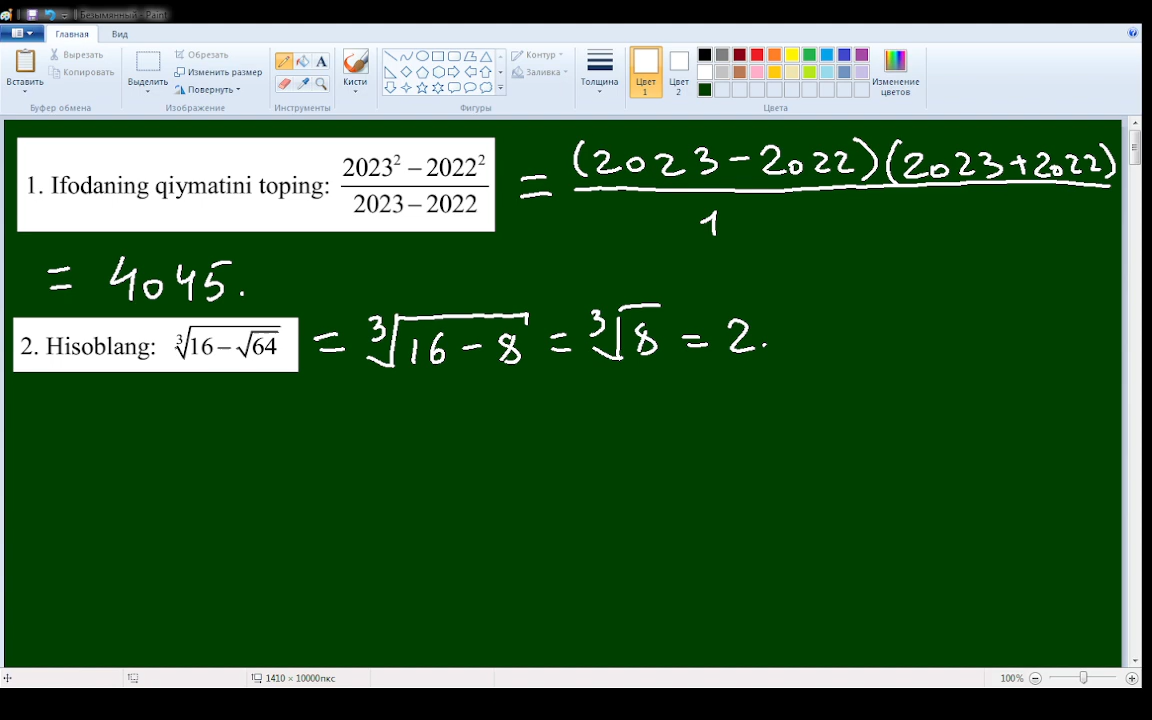 Безымянный - Paint
Главная Вид
Вставить
Вырезать
Копировать
Буфер обмена
Выделить
Обрезать
Изменить размер
Повернуть
Изображение
A
Инструменты
Кисти
Контур
Заливка
Фигуры
Толщина
Цвет 1
Цвет 2
Изменение цветов
Цвета
1. Ifodaning qiymatini toping: (2023² – 2022²)/(2023 – 2022) = (2023-2022)(2023+2022)/1
= 4045.
2. Hisoblang: ∛(16–√64) = ∛(16-8) = ∛8 = 2.
1410 × 10000пкс 100%